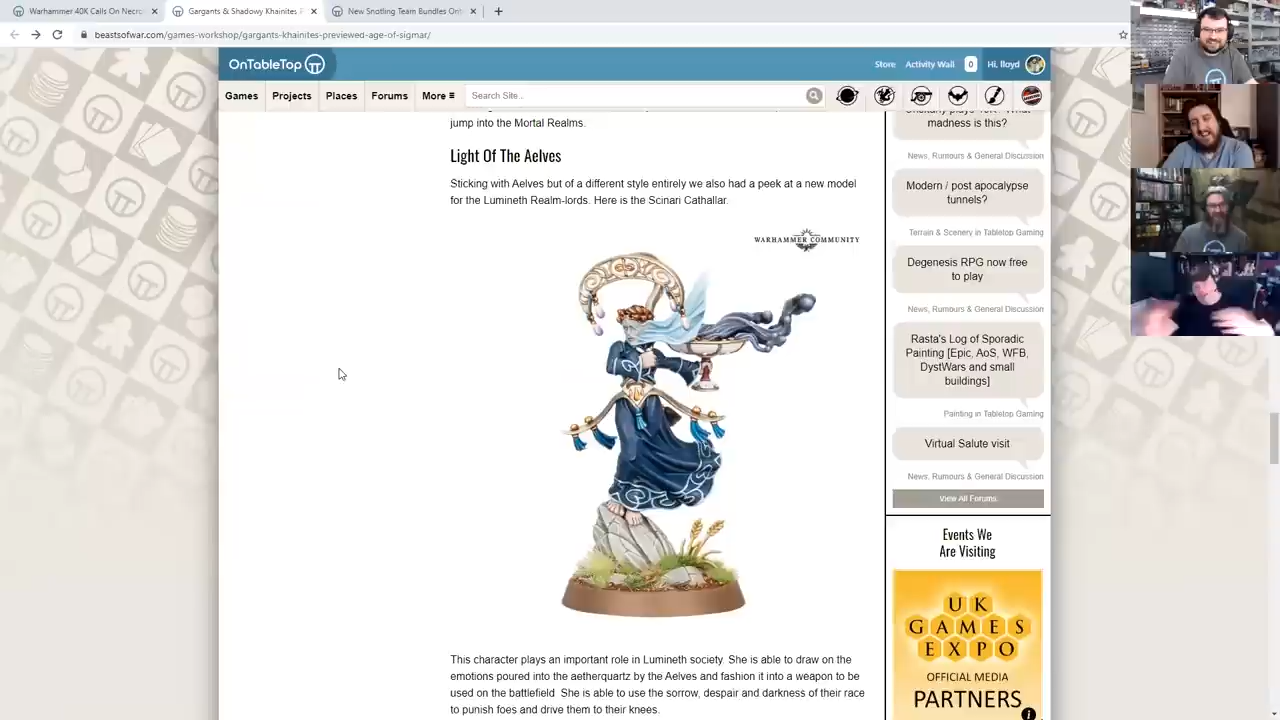 Warhammer 40K Calls On Necro
Gargants & Shadowy Khainites
New Snotling Team Bundles Ont
beastsofwar.com/games-workshop/gargants-khainites-previewed-age-of-sigmar/
OnTableTop
Store
Activity Wall
0
Hi, lloyd
Games
Projects
Places
Forums
More
Search Site..
jump into the Mortal Realms.
Light Of The Aelves
Sticking with Aelves but of a different style entirely we also had a peek at a new model
for the Lumineth Realm-lords. Here is the Scinari Cathallar.
WARHAMMER COMMUNITY
This character plays an important role in Lumineth society. She is able to draw on the
emotions poured into the aetherquartz by the Aelves and fashion it into a weapon to be
used on the battlefield. She is able to use the sorrow, despair and darkness of their race
to punish foes and drive them to their knees.
madness is this?
News, Rumours & General Discussion
Modern / post apocalypse
tunnels?
Terrain & Scenery in Tabletop Gaming
Degenesis RPG now free
to play
News, Rumours & General Discussion
Rasta's Log of Sporadic
Painting [Epic, AoS, WFB,
DystWars and small
buildings]
Painting in Tabletop Gaming
Virtual Salute visit
News, Rumours & General Discussion
View All Forums.
Events We
Are Visiting
UK
GAMES
EXPO
OFFICIAL MEDIA
PARTNERS